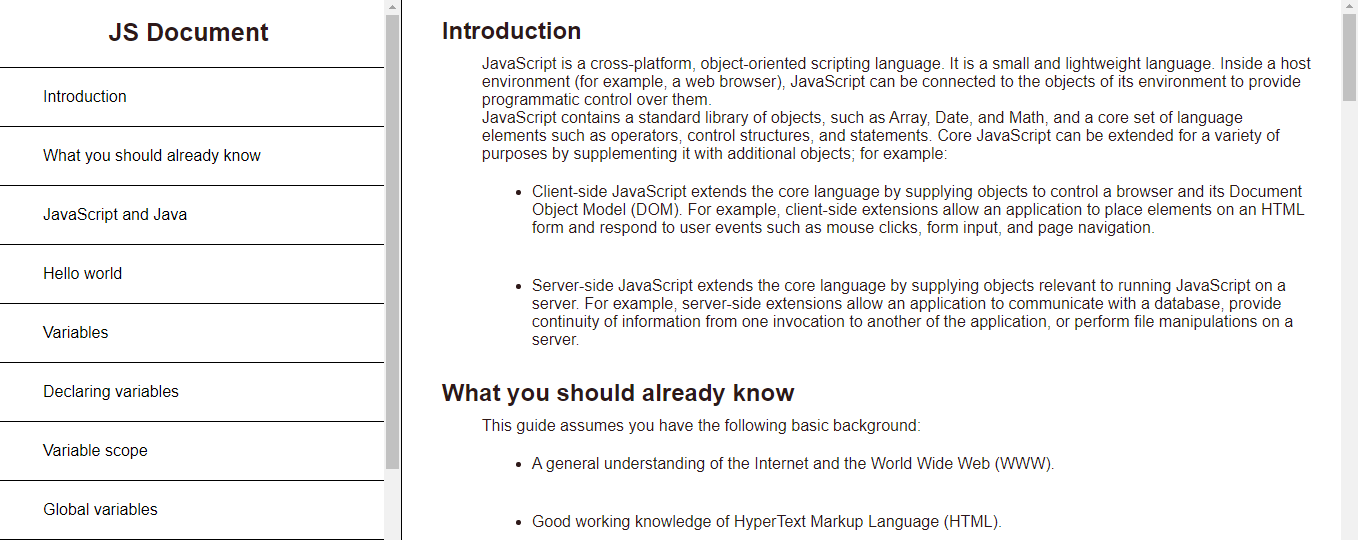 JS Document
Introduction
What you should already know
JavaScript and Java
Hello world
Variables
Declaring variables
Variable scope
Global variables
Introduction
JavaScript is a cross-platform, object-oriented scripting language. It is a small and lightweight language. Inside a host
environment (for example, a web browser), JavaScript can be connected to the objects of its environment to provide
programmatic control over them.
JavaScript contains a standard library of objects, such as Array, Date, and Math, and a core set of language
elements such as operators, control structures, and statements. Core JavaScript can be extended for a variety of
purposes by supplementing it with additional objects; for example:
• Client-side JavaScript extends the core language by supplying objects to control a browser and its Document
Object Model (DOM). For example, client-side extensions allow an application to place elements on an HTML
form and respond to user events such as mouse clicks, form input, and page navigation.
• Server-side JavaScript extends the core language by supplying objects relevant to running JavaScript on a
server. For example, server-side extensions allow an application to communicate with a database, provide
continuity of information from one invocation to another of the application, or perform file manipulations on a
server.
What you should already know
This guide assumes you have the following basic background:
• A general understanding of the Internet and the World Wide Web (WWW).
• Good working knowledge of HyperText Markup Language (HTML).